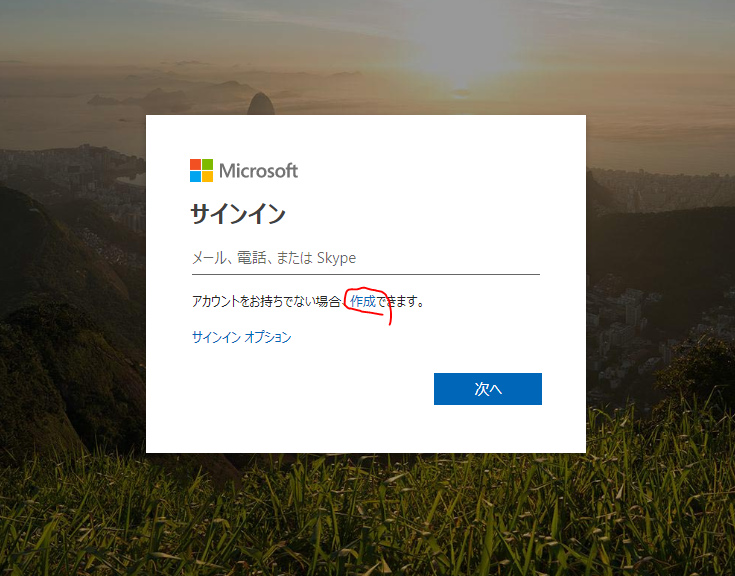 Microsoft
サインイン
メール、電話、または Skype
アカウントをお持ちでない場合、作成できます。
サインイン オプション
次へ